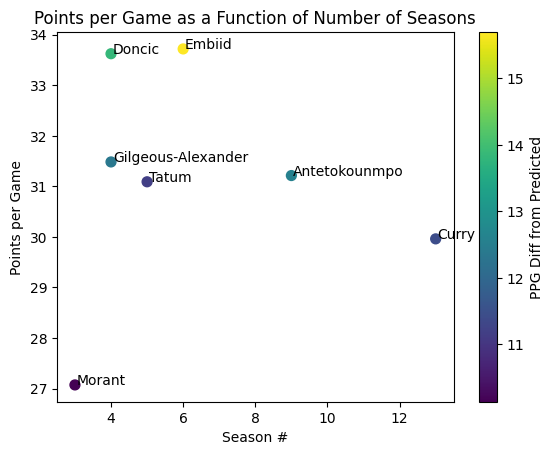 Points per Game as a Function of Number of Seasons
34
33
32
31
30
29
28
27
Points per Game
Doncic
Embiid
Gilgeous-Alexander
Tatum
Antetokounmpo
Curry
Morant
4
6
8
10
12
Season #
15
14
13
12
11
PPG Diff from Predicted